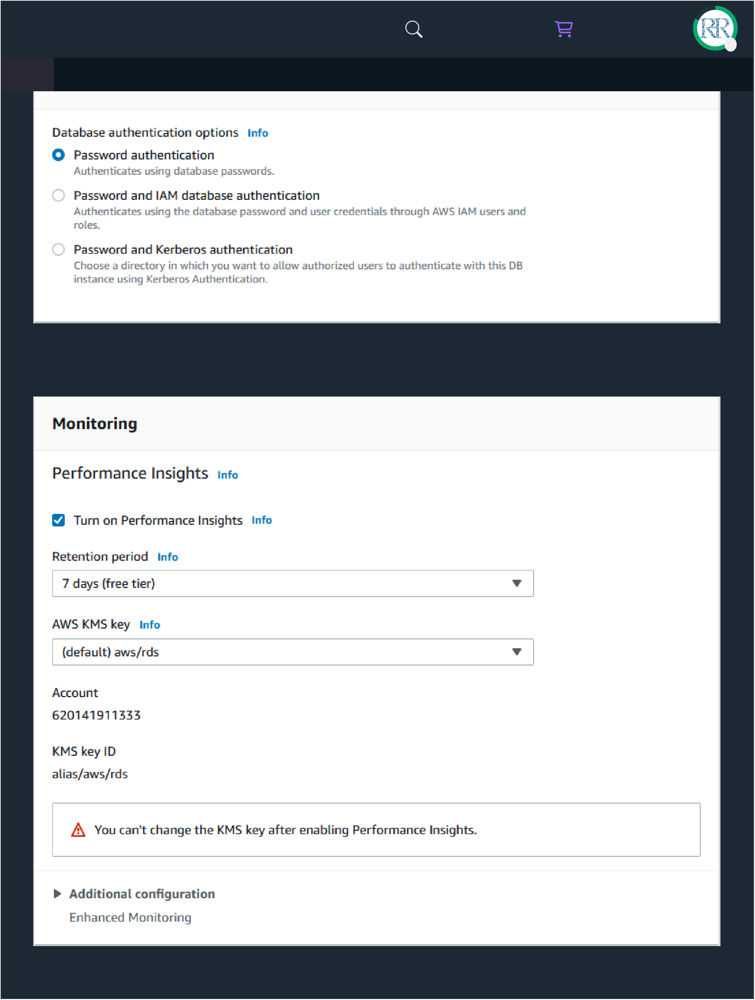 RR
Database authentication options Info
Password authentication
Authenticates using database passwords.
Password and IAM database authentication
Authenticates using the database password and user credentials through AWS IAM users and
roles.
Password and Kerberos authentication
Choose a directory in which you want to allow authorized users to authenticate with this DB
instance using Kerberos Authentication.
Monitoring
Performance Insights Info
Turn on Performance Insights Info
Retention period Info
7 days (free tier)
AWS KMS key Info
(default) aws/rds
Account
620141911333
KMS key ID
alias/aws/rds
You can't change the KMS key after enabling Performance Insights.
Additional configuration
Enhanced Monitoring